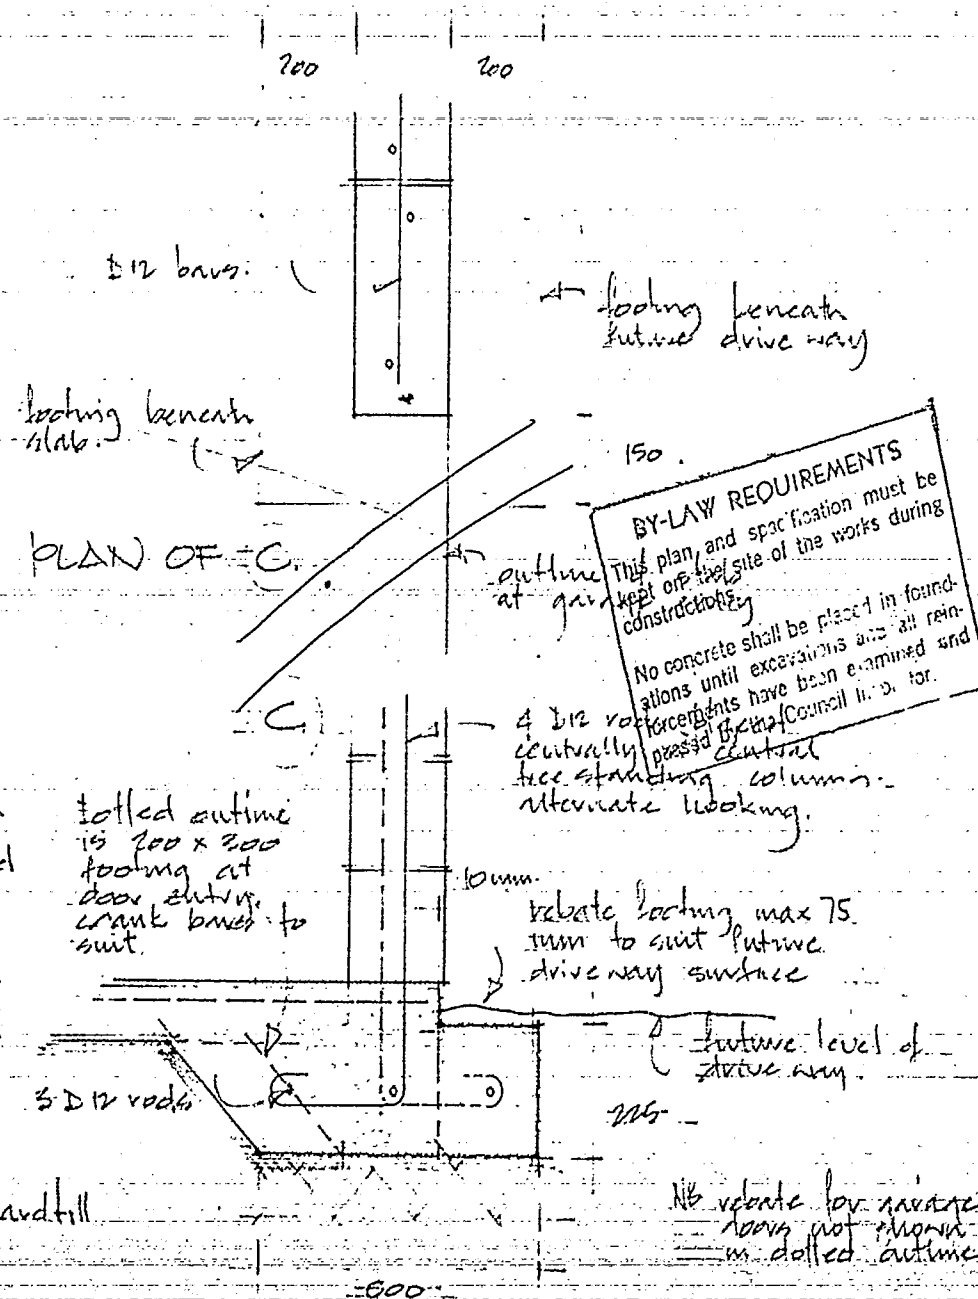 200
200
D12 bars.
footing beneath
future drive way
footing beneath
slab.
150.
PLAN OF C.
outline
at
BY-LAW REQUIREMENTS
This plan and specification must be
kept on the site of the works during
constructions.
No concrete shall be placed in found-
ations until excavations and all rein-
forcements have been examined and
passed by the Council
C
4 D12 rods
centrally central
free standing columns.
alternate hooking.
Dotted outline
is 200 x 300
footing at
door entry.
crank bars to
suit.
10mm.
rebate footing max 75
mm to suit future
driveway surface
future level of
drive way.
3 D12 rods
225
NB rebate for garage
doors not shown
in dotted outline
600